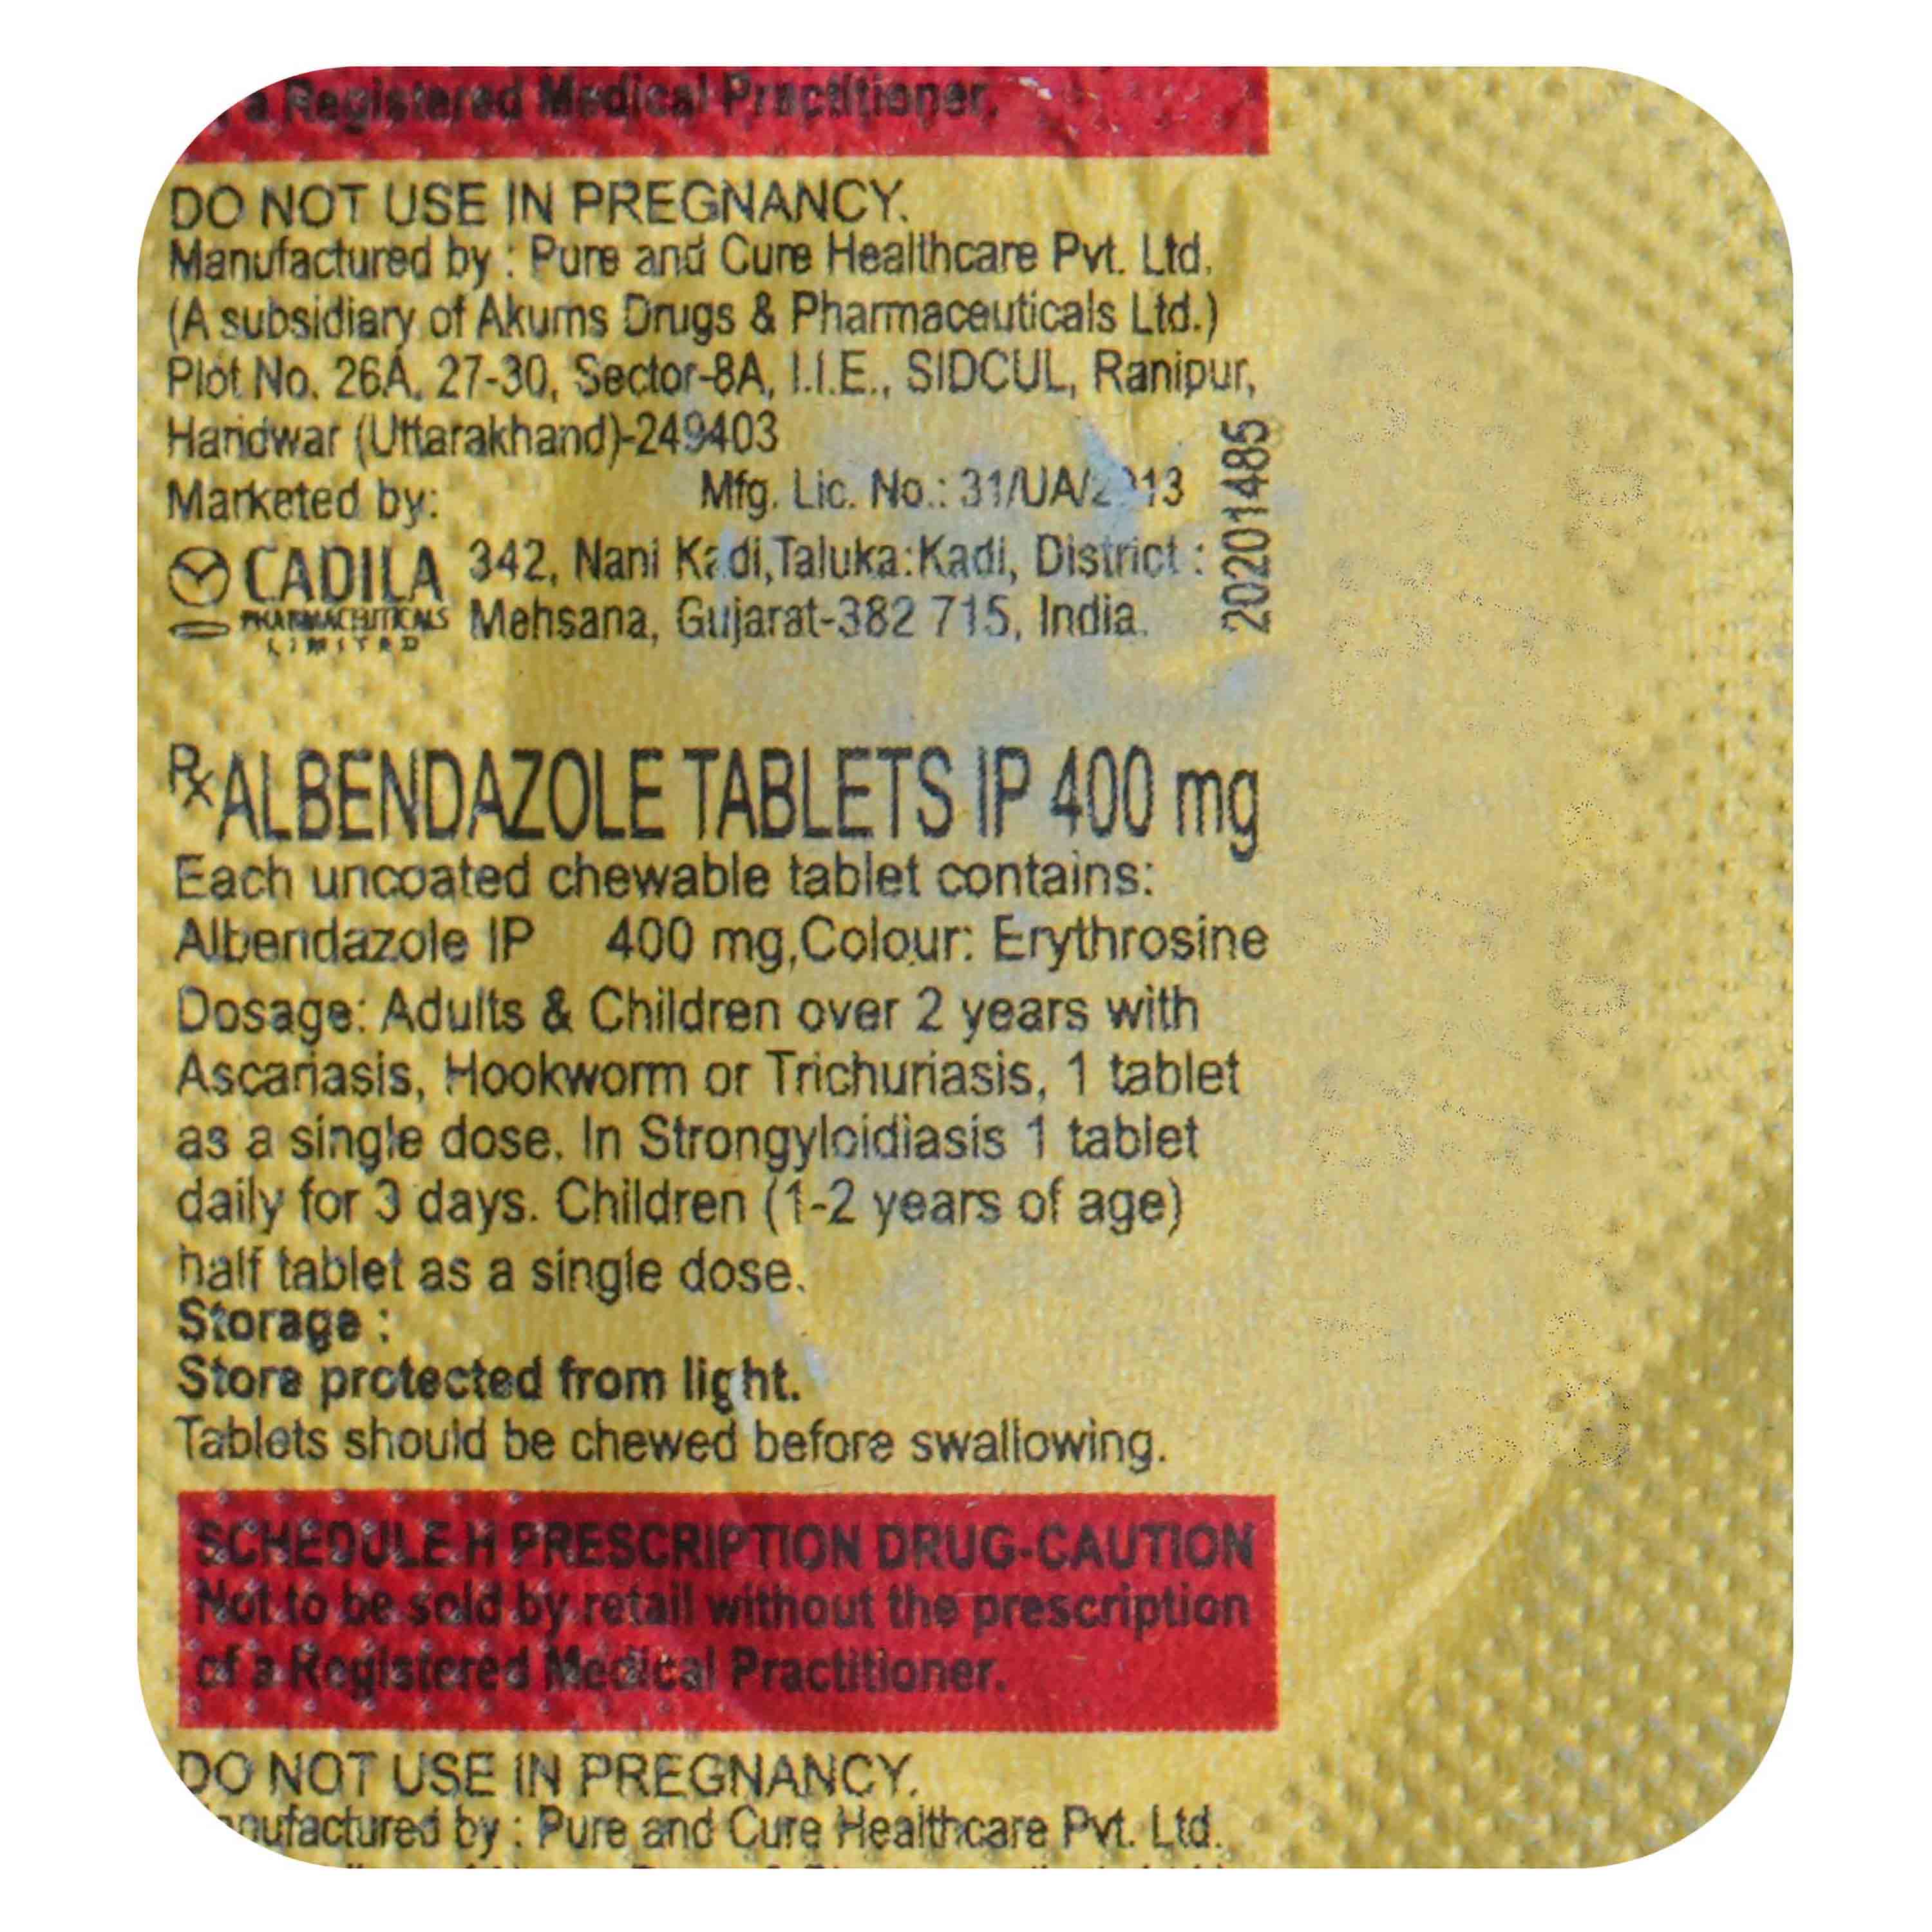 a Registered Medical Practitioner.
DO NOT USE IN PREGNANCY.
Manufactured by : Pure and Cure Healthcare Pvt. Ltd.
(A subsidiary of Akums Drugs & Pharmaceuticals Ltd.)
Plot No. 26A, 27-30, Sector-8A, I.I.E., SIDCUL, Ranipur,
Haridwar (Uttarakhand)-249403
Marketed by: Mfg. Lic. No.: 31/UA/2013
CADILA 342, Nani Kadi,Taluka:Kadi, District :
PHARMACEUTICALS Mehsana, Gujarat-382 715, India.
LIMITED
20201485
Rx ALBENDAZOLE TABLETS IP 400 mg
Each uncoated chewable tablet contains:
Albendazole IP 400 mg,Colour: Erythrosine
Dosage: Adults & Children over 2 years with
Ascariasis, Hookworm or Trichuriasis, 1 tablet
as a single dose. In Strongyloidiasis 1 tablet
daily for 3 days. Children (1-2 years of age)
half tablet as a single dose.
Storage :
Store protected from light.
Tablets should be chewed before swallowing.
SCHEDULE H PRESCRIPTION DRUG-CAUTION
Not to be sold by retail without the prescription
of a Registered Medical Practitioner.
DO NOT USE IN PREGNANCY.
anufactured by : Pure and Cure Healthcare Pvt. Ltd.